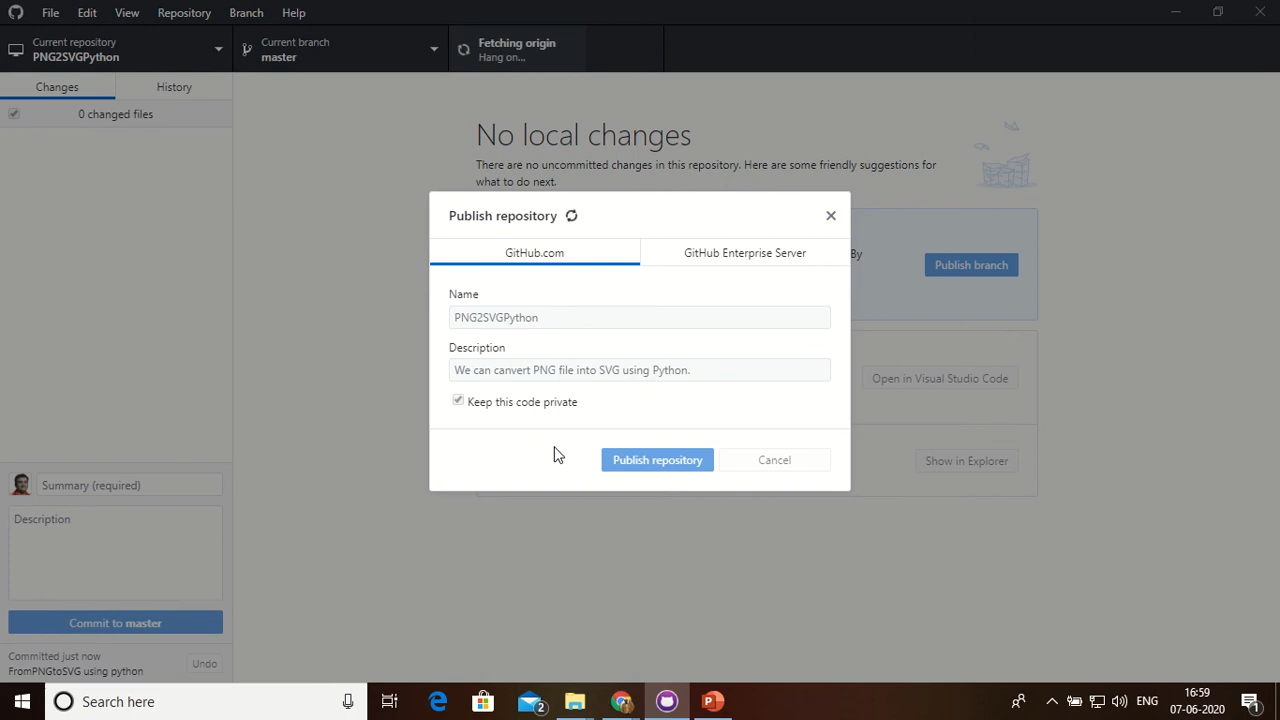 File Edit View Repository Branch Help
Current repository
PNG2SVGPython
Current branch
master
Fetching origin
Hang on...
Changes
History
0 changed files
No local changes
There are no uncommitted changes in this repository. Here are some friendly suggestions for
what to do next.
Publish repository
GitHub.com
GitHub Enterprise Server
By
Publish branch
Name
PNG2SVGPython
Description
We can canvert PNG file into SVG using Python.
Keep this code private
Open in Visual Studio Code
Publish repository
Cancel
Show in Explorer
Summary (required)
Description
Commit to master
Committed just now
FromPNGtoSVG using python
Undo
Search here
2
P
ENG
16:59
07-06-2020
1